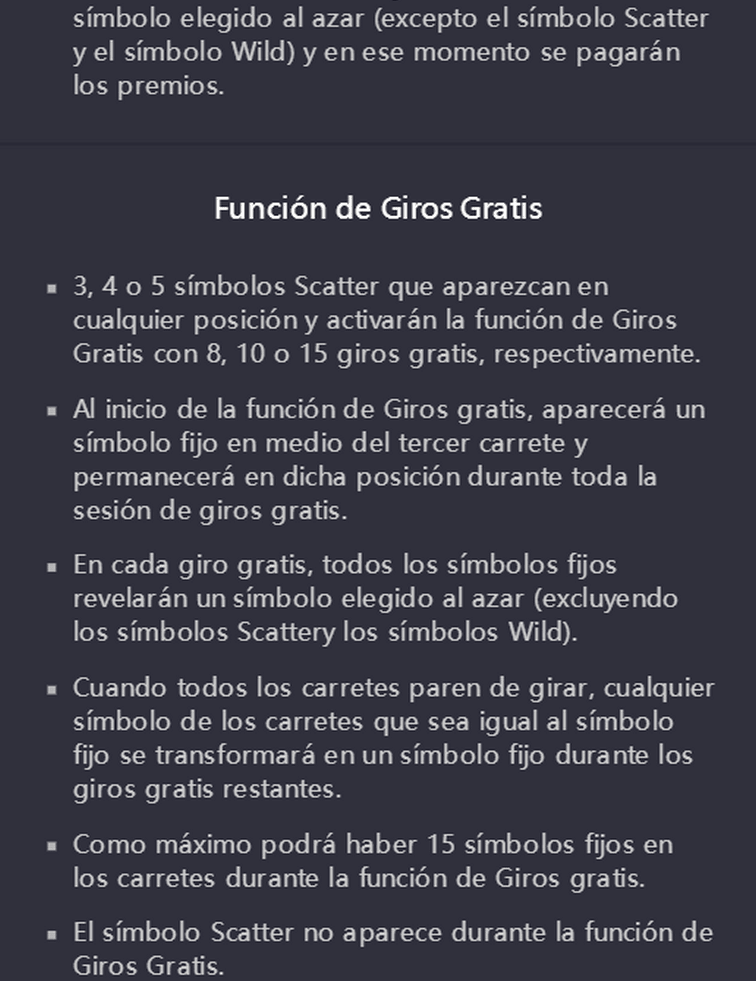 símbolo elegido al azar (excepto el símbolo Scatter
y el símbolo Wild) y en ese momento se pagarán
los premios.
Función de Giros Gratis
▪ 3, 4 o 5 símbolos Scatter que aparezcan en
cualquier posición y activarán la función de Giros
Gratis con 8, 10 o 15 giros gratis, respectivamente.
▪ Al inicio de la función de Giros gratis, aparecerá un
símbolo fijo en medio del tercer carrete y
permanecerá en dicha posición durante toda la
sesión de giros gratis.
▪ En cada giro gratis, todos los símbolos fijos
revelarán un símbolo elegido al azar (excluyendo
los símbolos Scattery los símbolos Wild).
▪ Cuando todos los carretes paren de girar, cualquier
símbolo de los carretes que sea igual al símbolo
fijo se transformará en un símbolo fijo durante los
giros gratis restantes.
▪ Como máximo podrá haber 15 símbolos fijos en
los carretes durante la función de Giros gratis.
▪ El símbolo Scatter no aparece durante la función de
Giros Gratis.